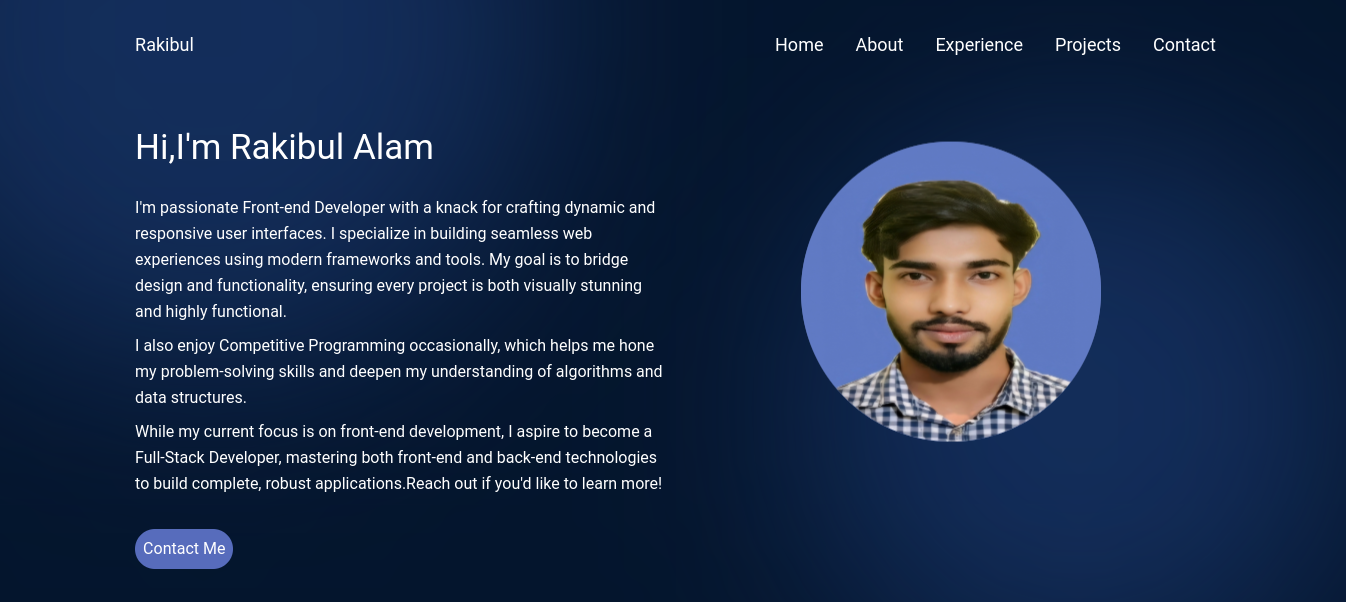 Rakibul
Home About Experience Projects Contact
Hi,I'm Rakibul Alam
I'm passionate Front-end Developer with a knack for crafting dynamic and
responsive user interfaces. I specialize in building seamless web
experiences using modern frameworks and tools. My goal is to bridge
design and functionality, ensuring every project is both visually stunning
and highly functional.
I also enjoy Competitive Programming occasionally, which helps me hone
my problem-solving skills and deepen my understanding of algorithms and
data structures.
While my current focus is on front-end development, I aspire to become a
Full-Stack Developer, mastering both front-end and back-end technologies
to build complete, robust applications.Reach out if you'd like to learn more!
Contact Me